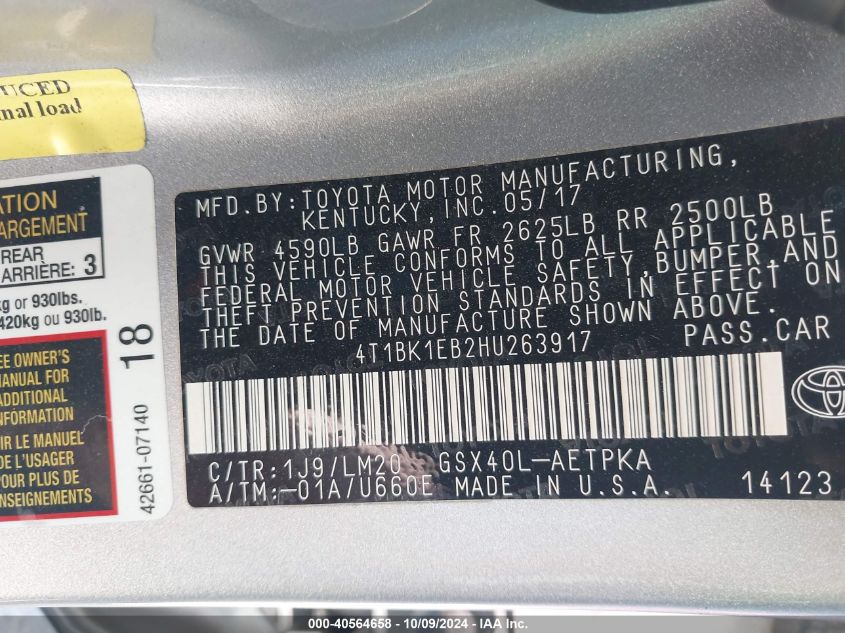 UCED
nal load
ATION
ARGEMENT
REAR
ARRIÈRE: 3
kg or 930lbs.
420kg ou 930lb.
EE OWNER'S
MANUAL FOR
ADDITIONAL
INFORMATION
IR LE MANUEL
DE L'USAGER
POUR PLUS DE
RENSEIGNEMENTS
42661-07140
18
MFD.BY:TOYOTA MOTOR MANUFACTURING,
KENTUCKY,INC.05/17
GVWR 4590LB GAWR FR 2625LB RR 2500LB
THIS VEHICLE CONFORMS TO ALL APPLICABLE
FEDERAL MOTOR VEHICLE SAFETY,BUMPER,AND
THEFT PREVENTION STANDARDS IN EFFECT ON
THE DATE OF MANUFACTURE SHOWN ABOVE.
4T1BK1EB2HU263917 PASS.CAR
C/TR:1J9/LM20 GSX40L-AETPKA
A/TM:-01A/U660E MADE IN U.S.A. 14123
000-40564658 - 10/09/2024 - IAA Inc.